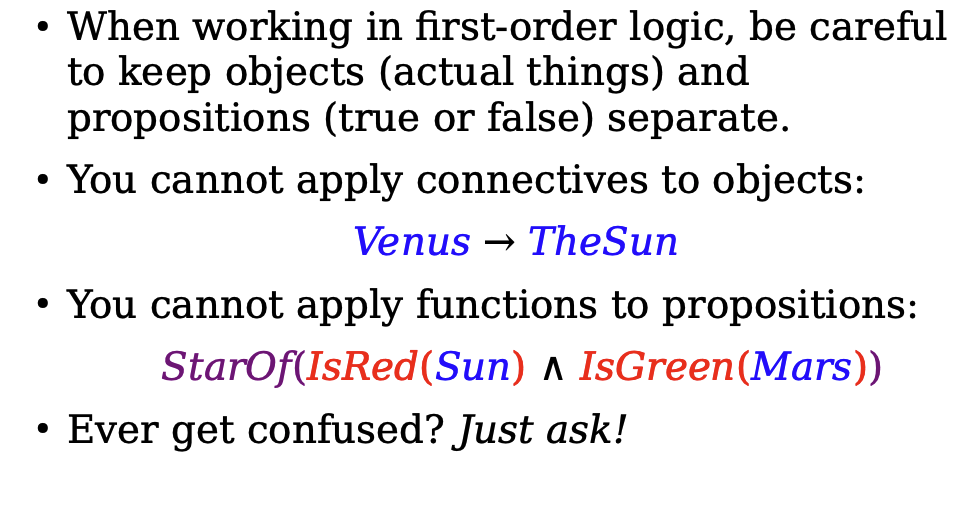 • When working in first-order logic, be careful
to keep objects (actual things) and
propositions (true or false) separate.
• You cannot apply connectives to objects:
Venus → TheSun
• You cannot apply functions to propositions:
StarOf(IsRed(Sun) ∧ IsGreen(Mars))
• Ever get confused? Just ask!